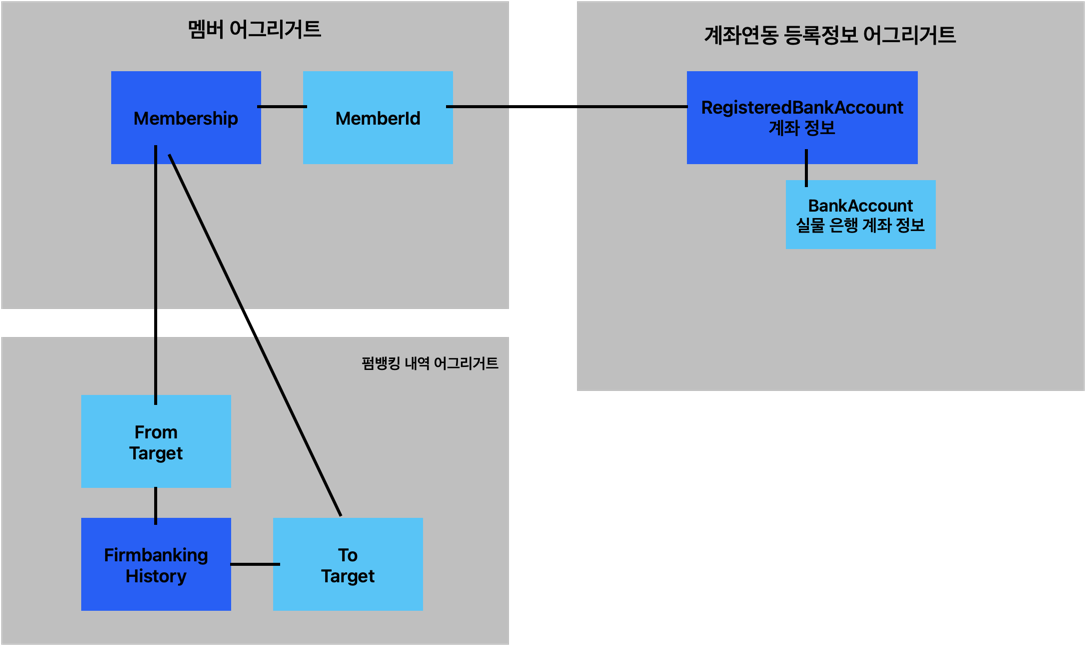 멤버 어그리거트
Membership
MemberId
계좌연동 등록정보 어그리거트
RegisteredBankAccount
계좌 정보
BankAccount
실물 은행 계좌 정보
펌뱅킹 내역 어그리거트
From
Target
Firmbanking
History
To
Target